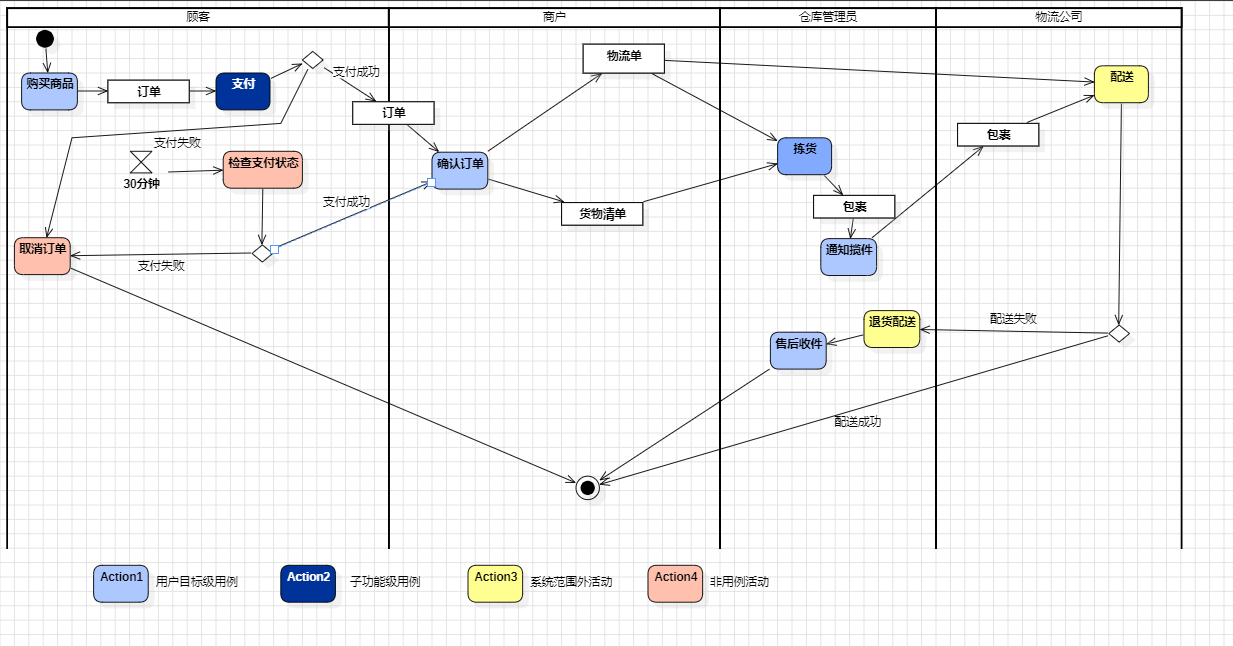 顾客
商户
仓库管理员
物流公司
购买商品
订单
支付
支付成功
订单
物流单
配送
支付失败
30分钟
检查支付状态
确认订单
拣货
包裹
支付成功
货物清单
包裹
取消订单
支付失败
通知揽件
退货配送
配送失败
售后收件
配送成功
Action1
用户目标级用例
Action2
子功能级用例
Action3
系统范围外活动
Action4
非用例活动